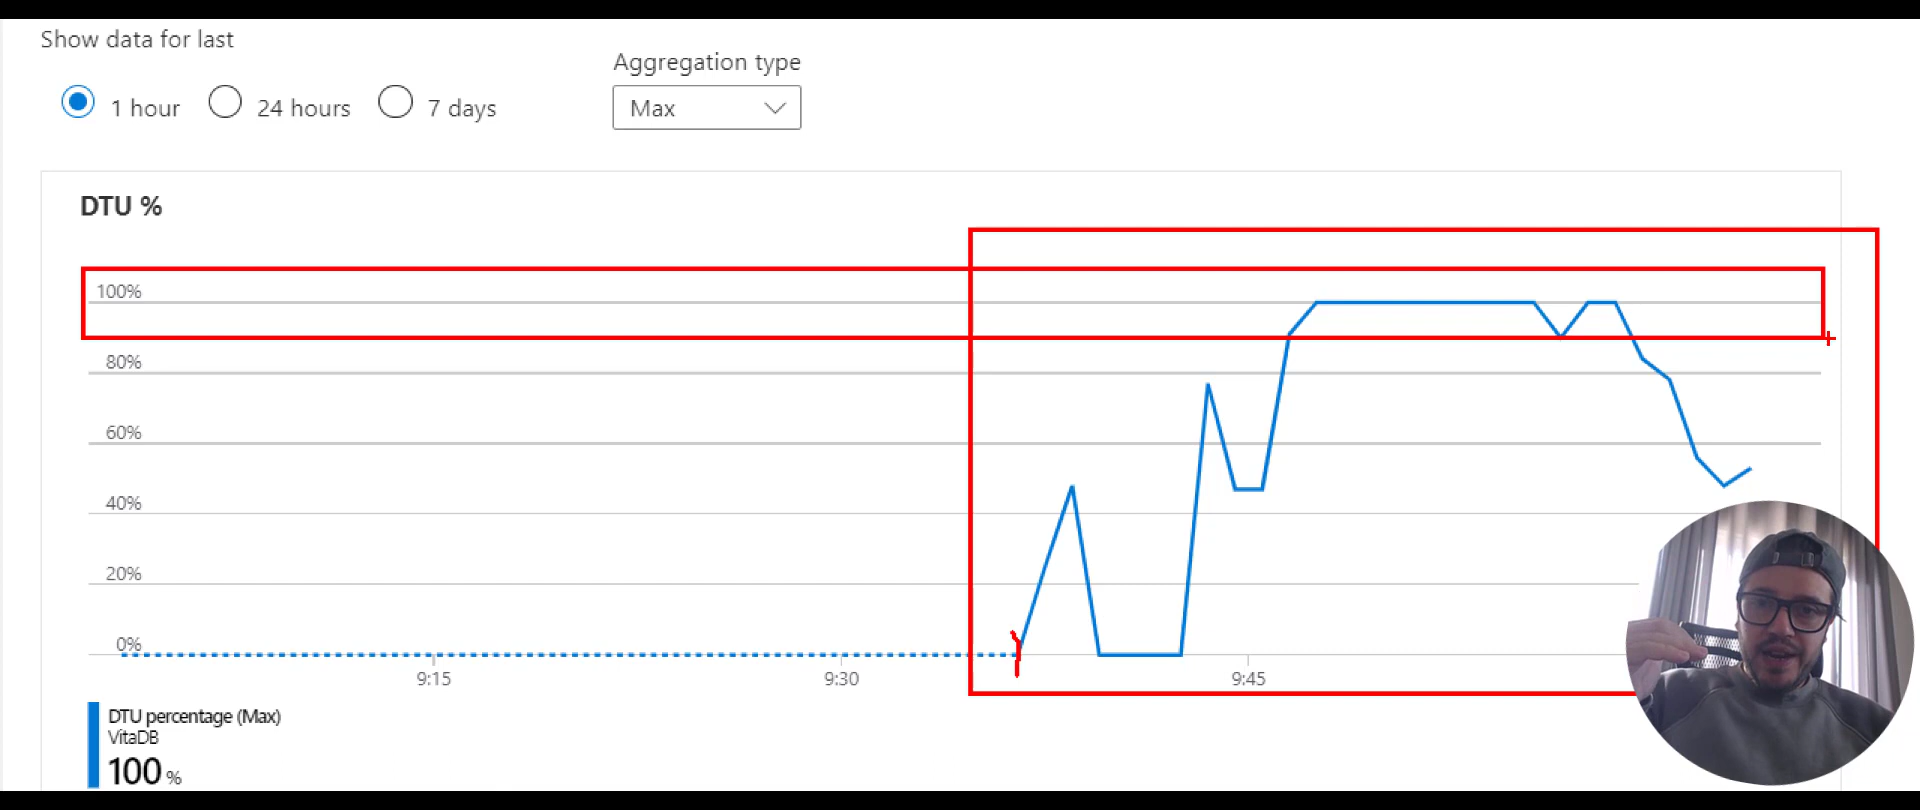 Show data for last
1 hour
24 hours
7 days
Aggregation type
Max
DTU %
100%
80%
60%
40%
20%
0%
9:15
9:30
9:45
DTU percentage (Max)
VitaDB
100 %